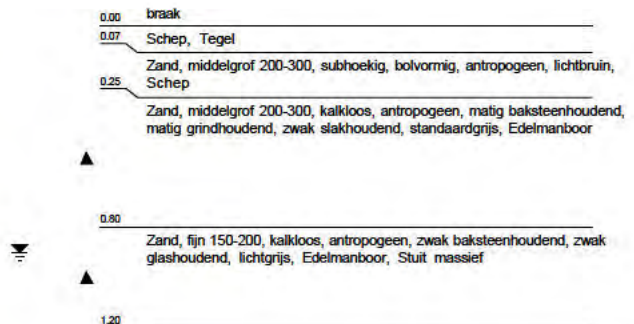 0.00 braak
0.07 Schep, Tegel
Zand, middelgrof 200-300, subhoekig, bolvormig, antropogeen, lichtbruin,
0.25 Schep
Zand, middelgrof 200-300, kalkloos, antropogeen, matig baksteenhoudend,
matig grindhoudend, zwak slakhoudend, standaardgrijs, Edelmanboor
0.80
Zand, fijn 150-200, kalkloos, antropogeen, zwak baksteenhoudend, zwak
glashoudend, lichtgrijs, Edelmanboor, Stuit massief
1.20